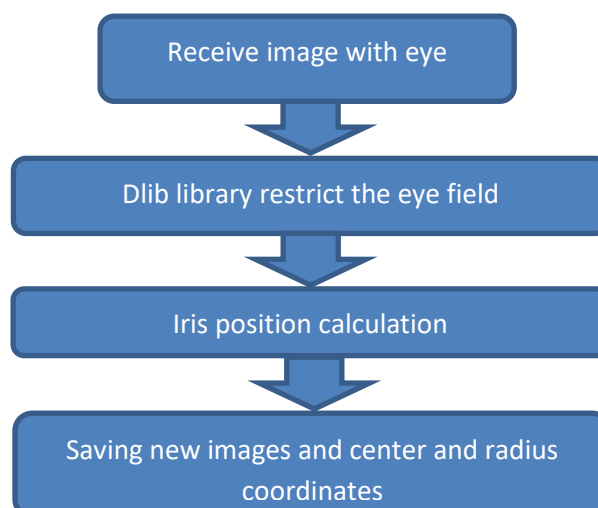 Receive image with eye
Dlib library restrict the eye field
Iris position calculation
Saving new images and center and radius
coordinates